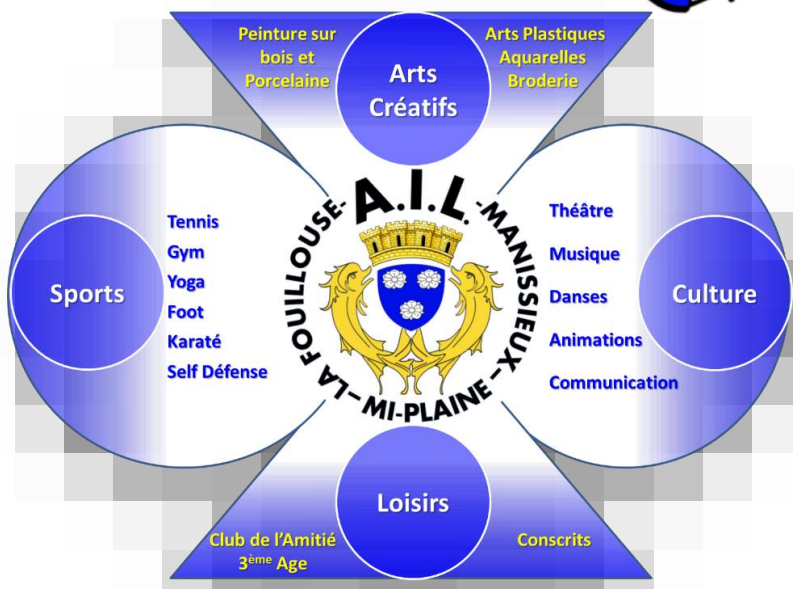 Peinture sur
bois et
Porcelaine
Arts
Créatifs
Arts Plastiques
Aquarelles
Broderie
Sports
Tennis
Gym
Yoga
Foot
Karaté
Self Défense
A.I.L.
-MANISSIEUX-
MI-PLAINE
-LA FOUILLOUSE-
Théâtre
Musique
Danses
Animations
Communication
Culture
Loisirs
Club de l'Amitié
3ème Age
Conscrits